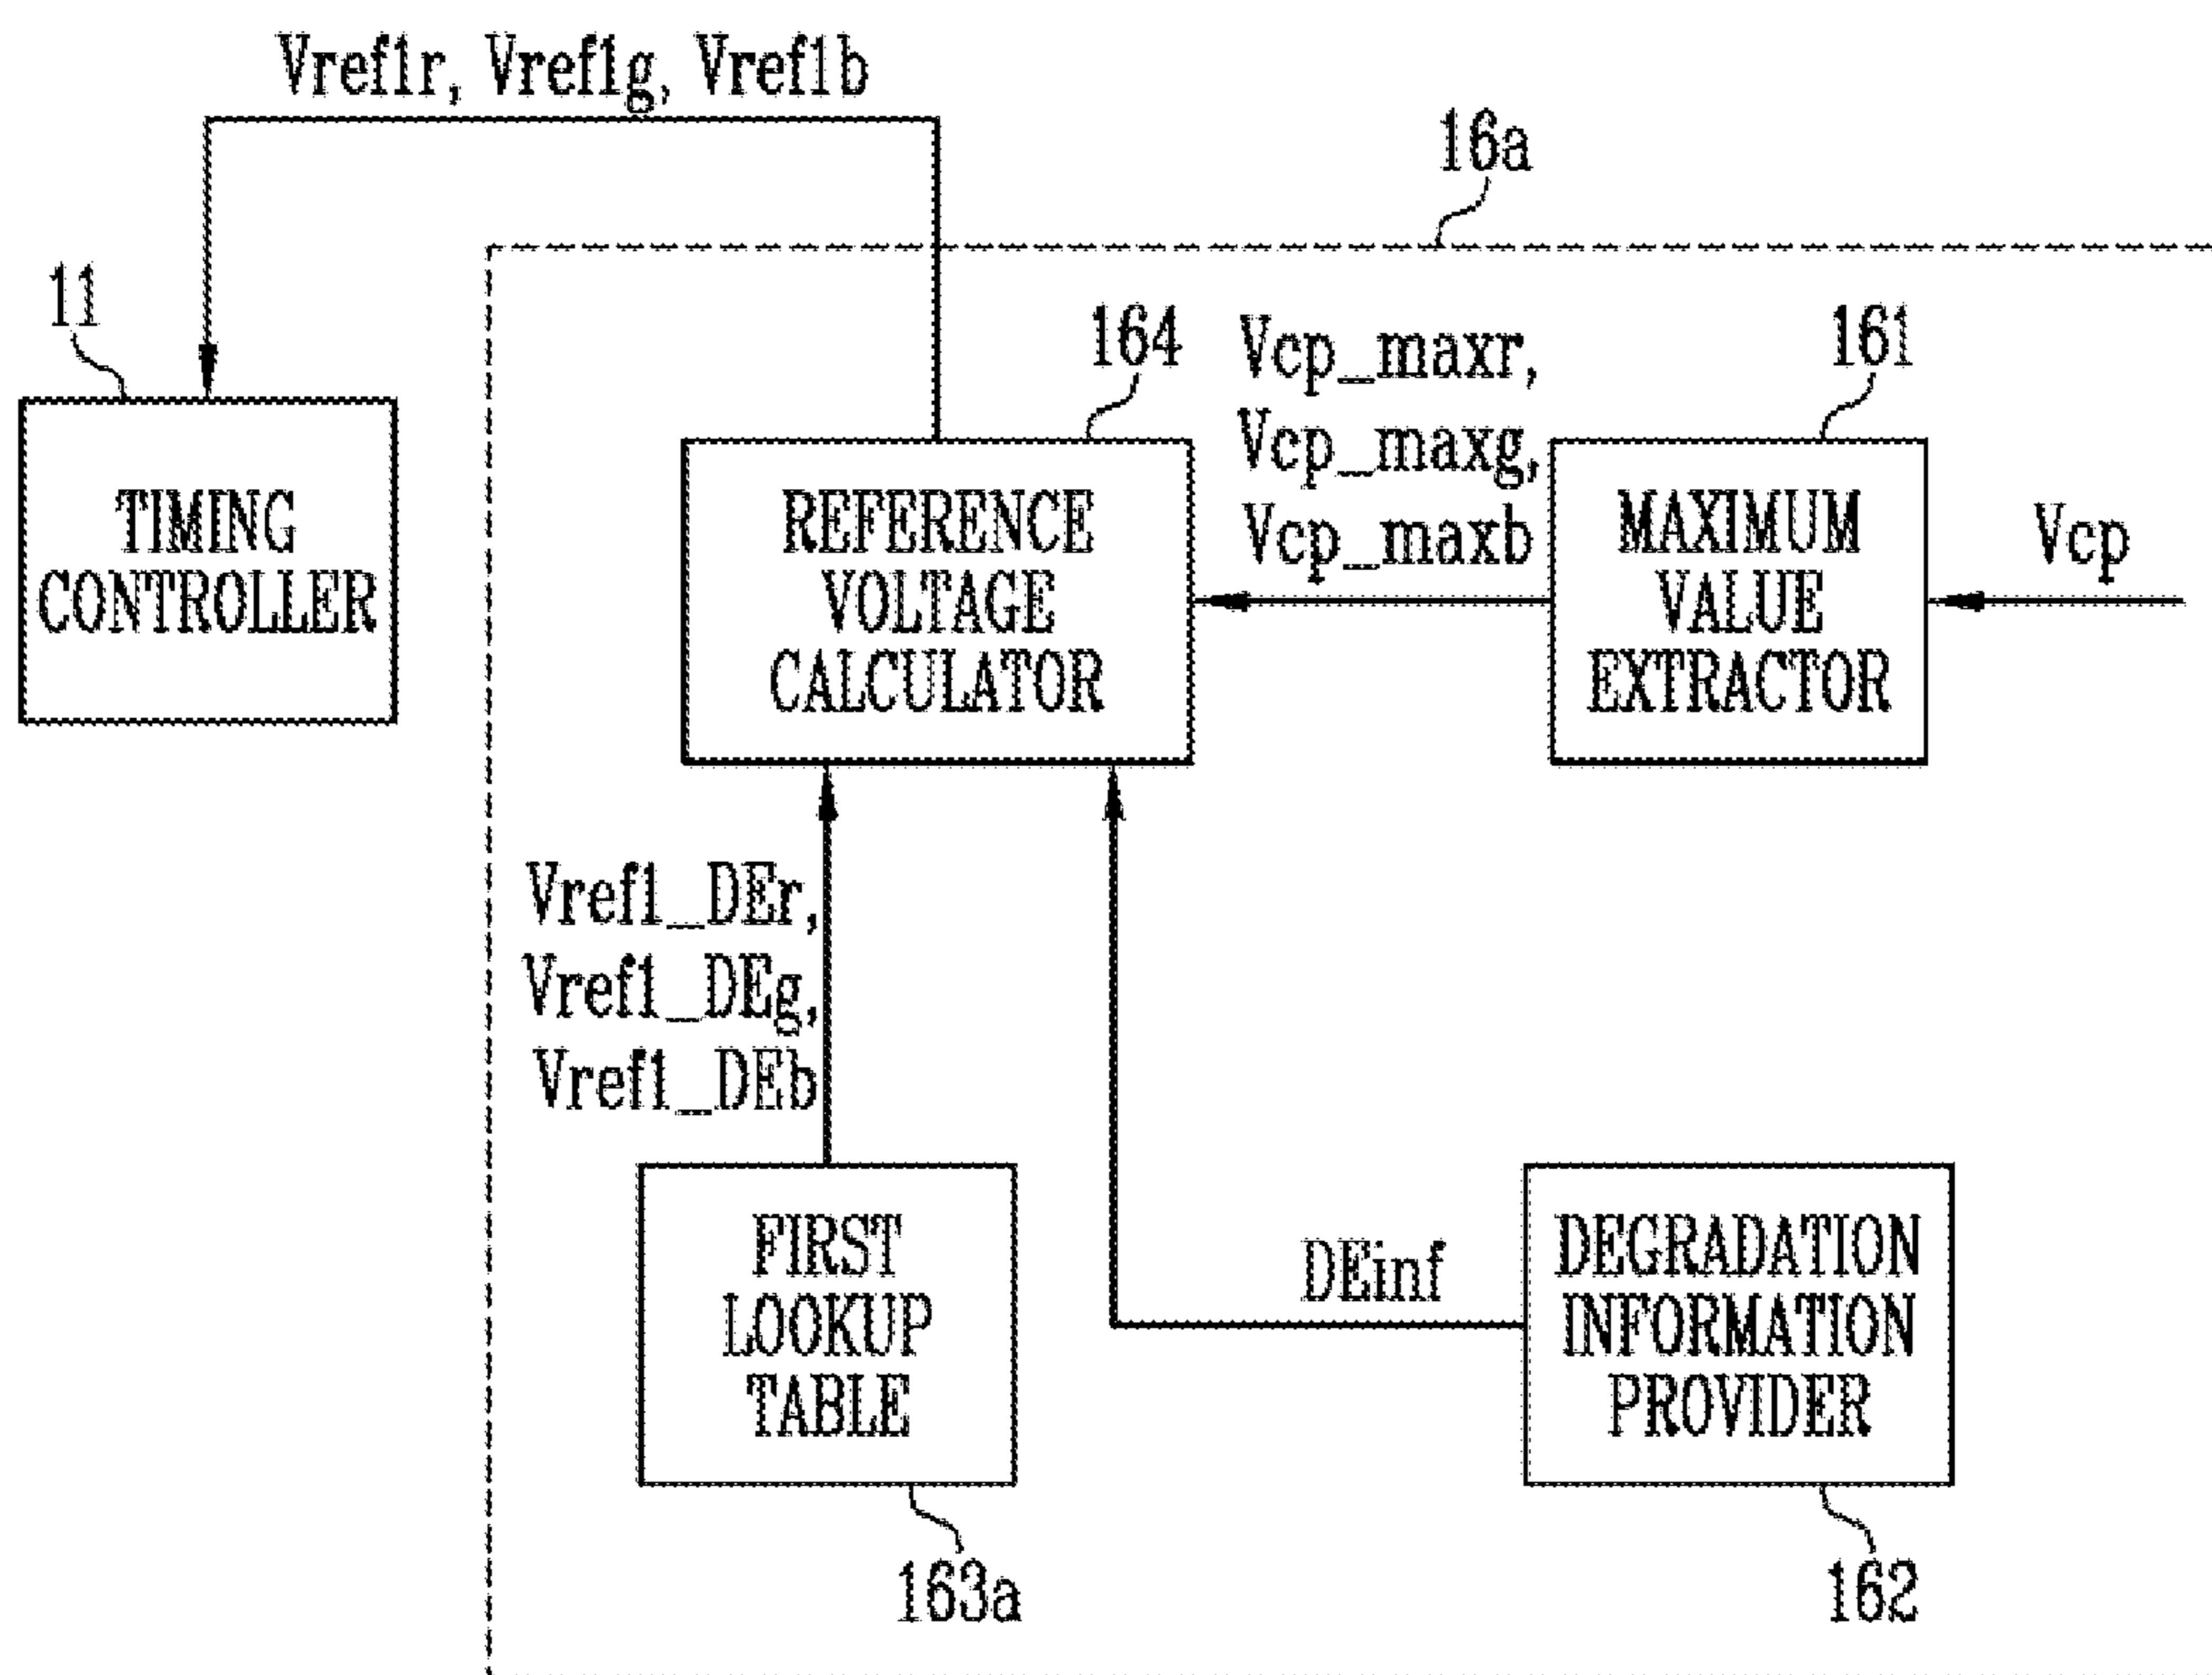 Vref1r, Vref1g, Vref1b
16a
11
164
Vcp_maxr,
Vcp_maxg,
Vcp_maxb
161
TIMING
CONTROLLER
REFERENCE
VOLTAGE
CALCULATOR
MAXIMUM
VALUE
EXTRACTOR
Vcp
Vref1_DEr,
Vref1_DEg,
Vref1_DEb
FIRST
LOOKUP
TABLE
DEinf
DEGRADATION
INFORMATION
PROVIDER
163a
162